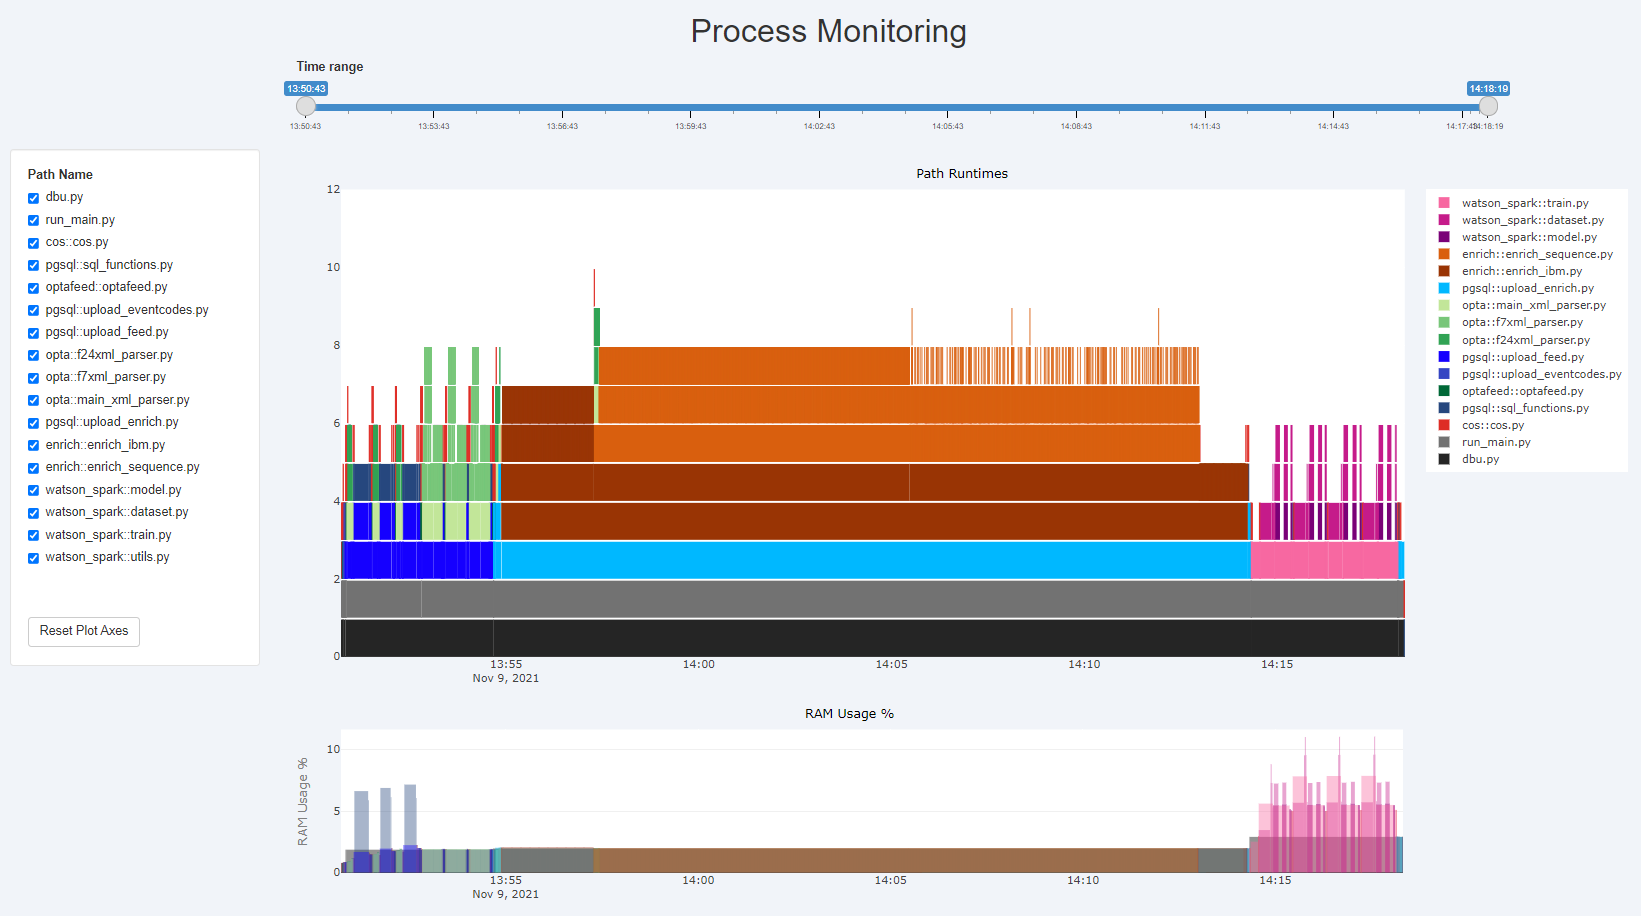 Process Monitoring
Time range
13:50:43
14:18:19
13:50:43
13:53:43
13:56:43
13:59:43
14:02:43
14:05:43
14:08:43
14:11:43
14:14:43
14:18:19
Path Name
dbu.py
run_main.py
cos::cos.py
pgsql::sql_functions.py
optafeed::optafeed.py
pgsql::upload_eventcodes.py
pgsql::upload_feed.py
opta::f24xml_parser.py
opta::f7xml_parser.py
opta::main_xml_parser.py
pgsql::upload_enrich.py
enrich::enrich_ibm.py
enrich::enrich_sequence.py
watson_spark::model.py
watson_spark::dataset.py
watson_spark::train.py
watson_spark::utils.py
Reset Plot Axes
Path Runtimes
12
10
8
6
4
2
0
13:55
Nov 9, 2021
14:00
14:05
14:10
14:15
watson_spark::train.py
watson_spark::dataset.py
watson_spark::model.py
enrich::enrich_sequence.py
enrich::enrich_ibm.py
pgsql::upload_enrich.py
opta::main_xml_parser.py
opta::f7xml_parser.py
opta::f24xml_parser.py
pgsql::upload_feed.py
pgsql::upload_eventcodes.py
optafeed::optafeed.py
pgsql::sql_functions.py
cos::cos.py
run_main.py
dbu.py
RAM Usage %
RAM Usage %
10
5
0
13:55
Nov 9, 2021
14:00
14:05
14:10
14:15